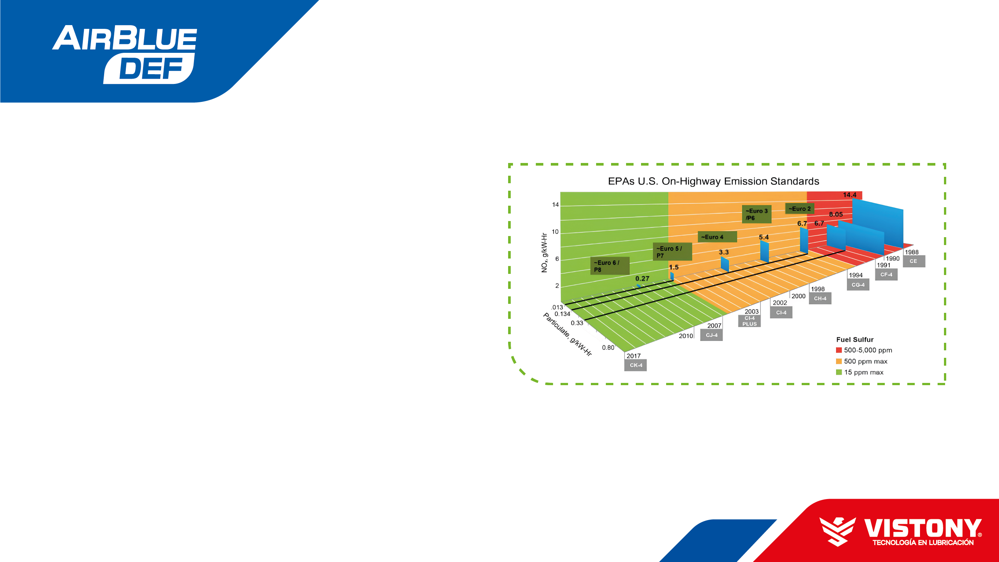 AIRBLUE
DEF
EPAs U.S. On-Highway Emission Standards
14.4
14
~Euro 3
/P6
~Euro 2
8.05
6.7
6.7
10
~Euro 4
5.4
~Euro 5 /
P7
3.3
6
~Euro 6 /
P8
1.5
0.27
2
NOx, g/kW-Hr
.013
0.134
0.33
0.80
Particulate, g/kW-Hr
1988
CE
1990
1991
CF-4
1994
CG-4
1998
CH-4
2000
2002
CI-4
2003
CI-4
PLUS
2007
CJ-4
2010
2017
CK-4
Fuel Sulfur
500-5,000 ppm
500 ppm max
15 ppm max
VISTONY®
TECNOLOGÍA EN LUBRICACIÓN